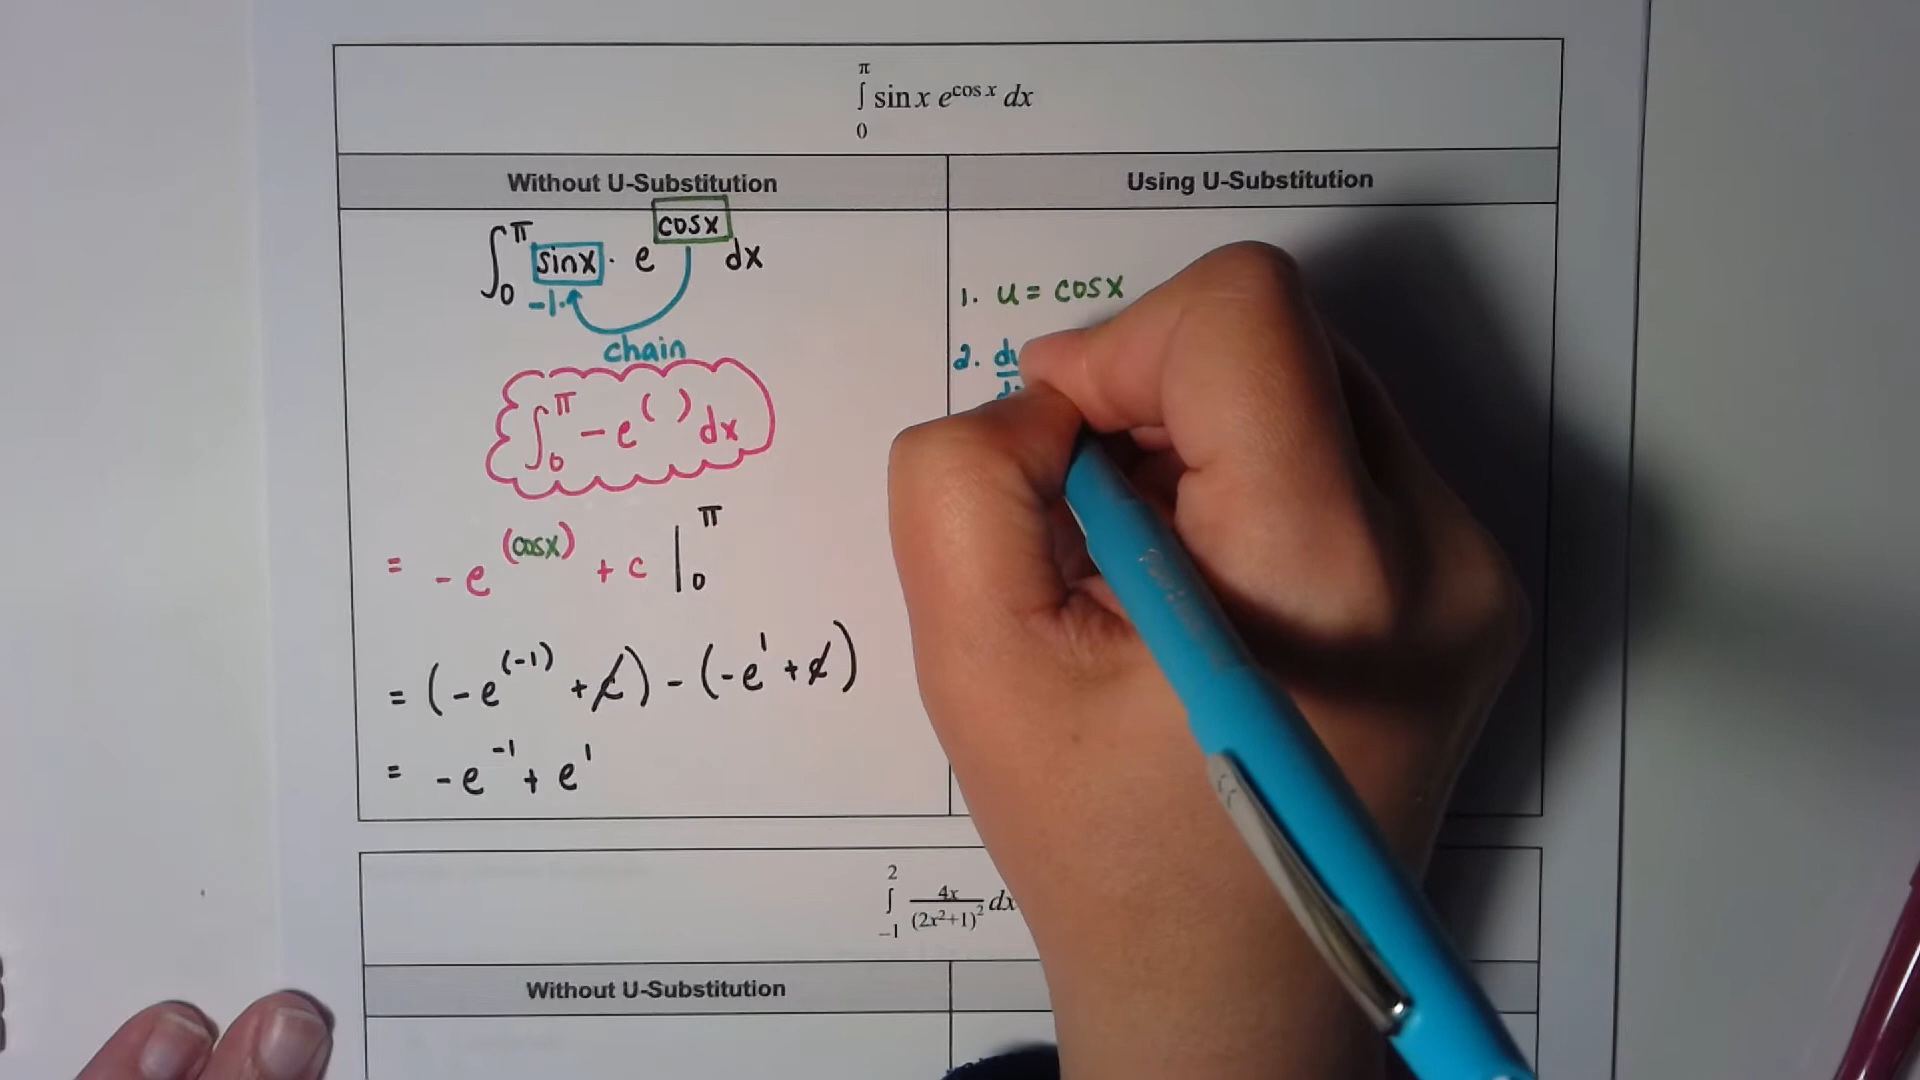 π
∫ sin x e^cos x dx
0
Without U-Substitution
Using U-Substitution
∫₀^π sinx · e^cosx dx
-1·
chain
∫₀^π -e^( ) dx
= -e^(cosx) + c |₀^π
= (-e^(-1) + c) - (-e^1 + c)
= -e^-1 + e^1
1. u = cosx
2. du
d
2
∫ 4x/(2x²+1)² dx
-1
Without U-Substitution